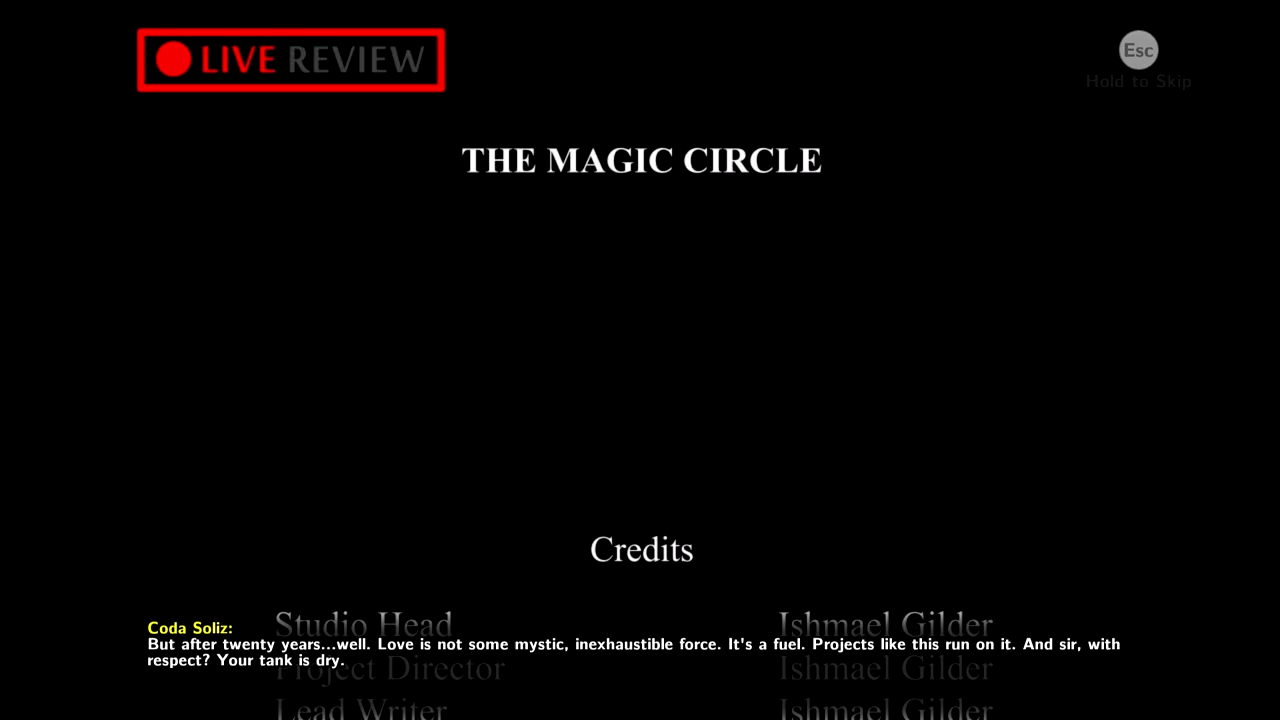 LIVE REVIEW
Esc
Hold to Skip
THE MAGIC CIRCLE
Credits
Studio Head Ishmael Gilder
Coda Soliz:
But after twenty years...well. Love is not some mystic, inexhaustible force. It's a fuel. Projects like this run on it. And sir, with
respect? Your tank is dry.
Project Director Ishmael Gilder
Lead Writer Ishmael Gilder